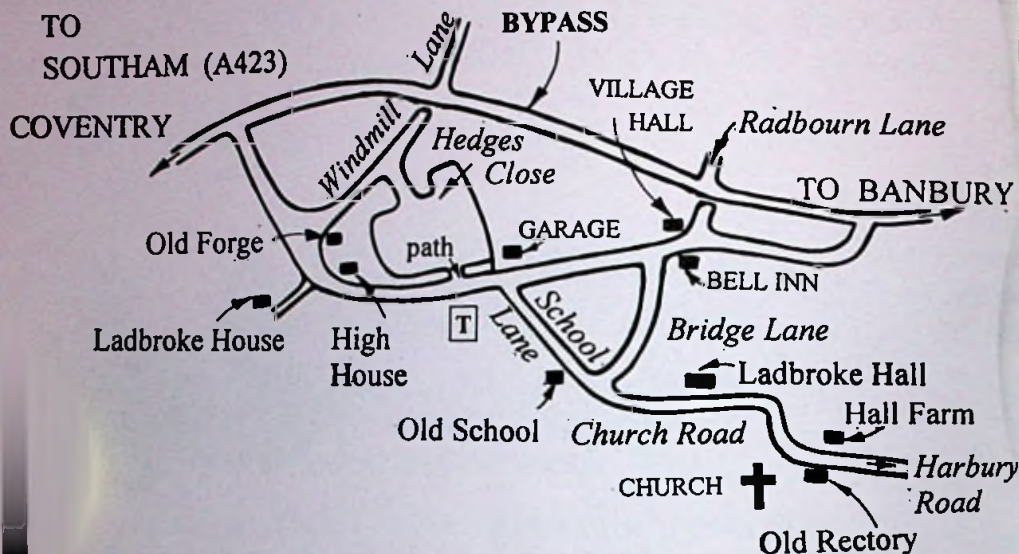 TO
SOUTHAM (A423)
COVENTRY
Lane
BYPASS
VILLAGE
HALL
Radbourn Lane
TO BANBURY
Windmill
Hedges
Close
Old Forge
path
GARAGE
BELL INN
Ladbroke House
High
House
T
School
Lane
Bridge Lane
Ladbroke Hall
Old School
Church Road
Hall Farm
Harbury
Road
CHURCH
Old Rectory